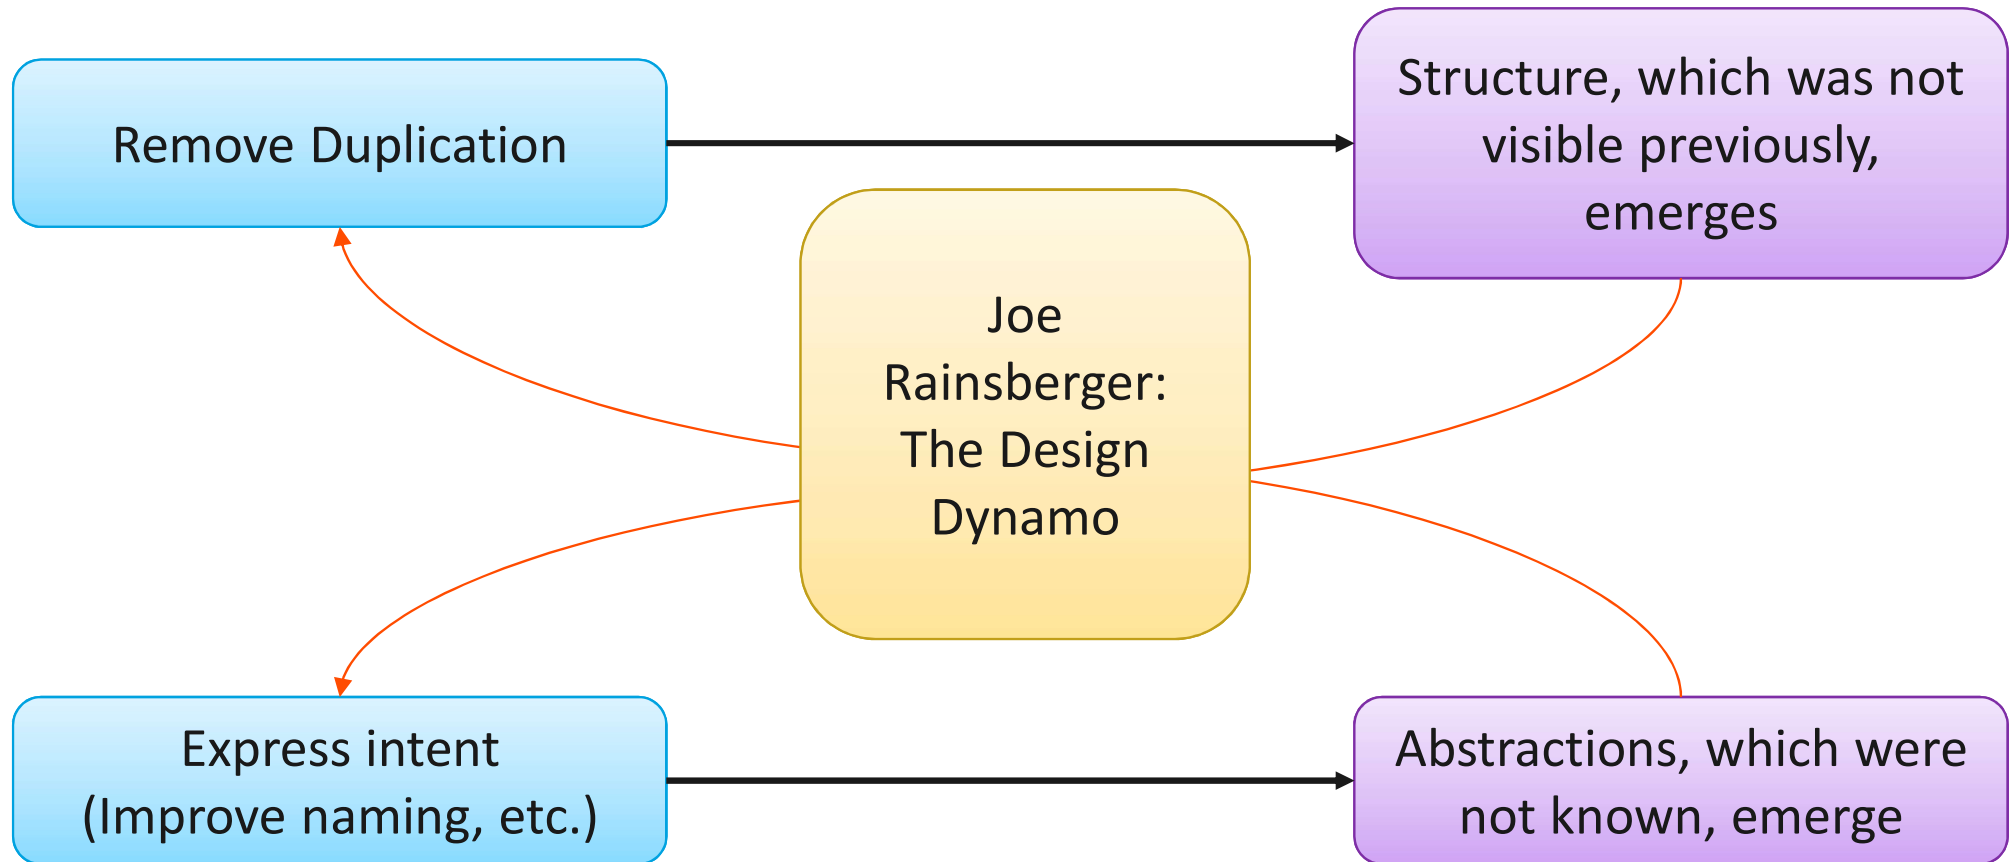 Remove Duplication
Structure, which was not
visible previously,
emerges
Joe
Rainsberger:
The Design
Dynamo
Express intent
(Improve naming, etc.)
Abstractions, which were
not known, emerge